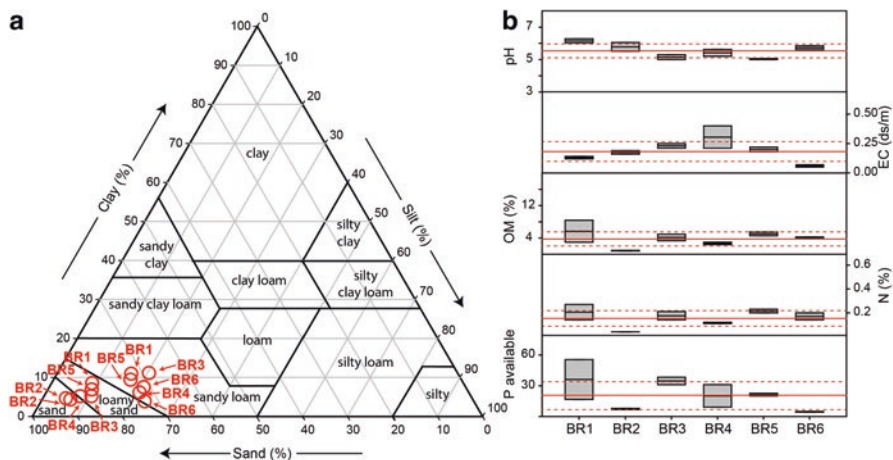 a
100 0
90 10
80 20
70 30
60 40
50 50
40 60
30 70
20 80
10 90
0 100
Clay (%)
Silt (%)
Sand (%)
100 90 80 70 60 50 40 30 20 10 0
clay
silty clay
sandy clay
clay loam
silty clay loam
sandy clay loam
loam
silty loam
sandy loam
silty
loamy sand
sand
BR1
BR1
BR5
BR3
BR5
BR6
BR2
BR4
BR2
BR6
BR4
BR3
b
7
5
3
pH
0.50
0.25
0.00
EC (ds/m)
12
4
OM (%)
0.6
0.2
N (%)
60
30
P available
BR1 BR2 BR3 BR4 BR5 BR6